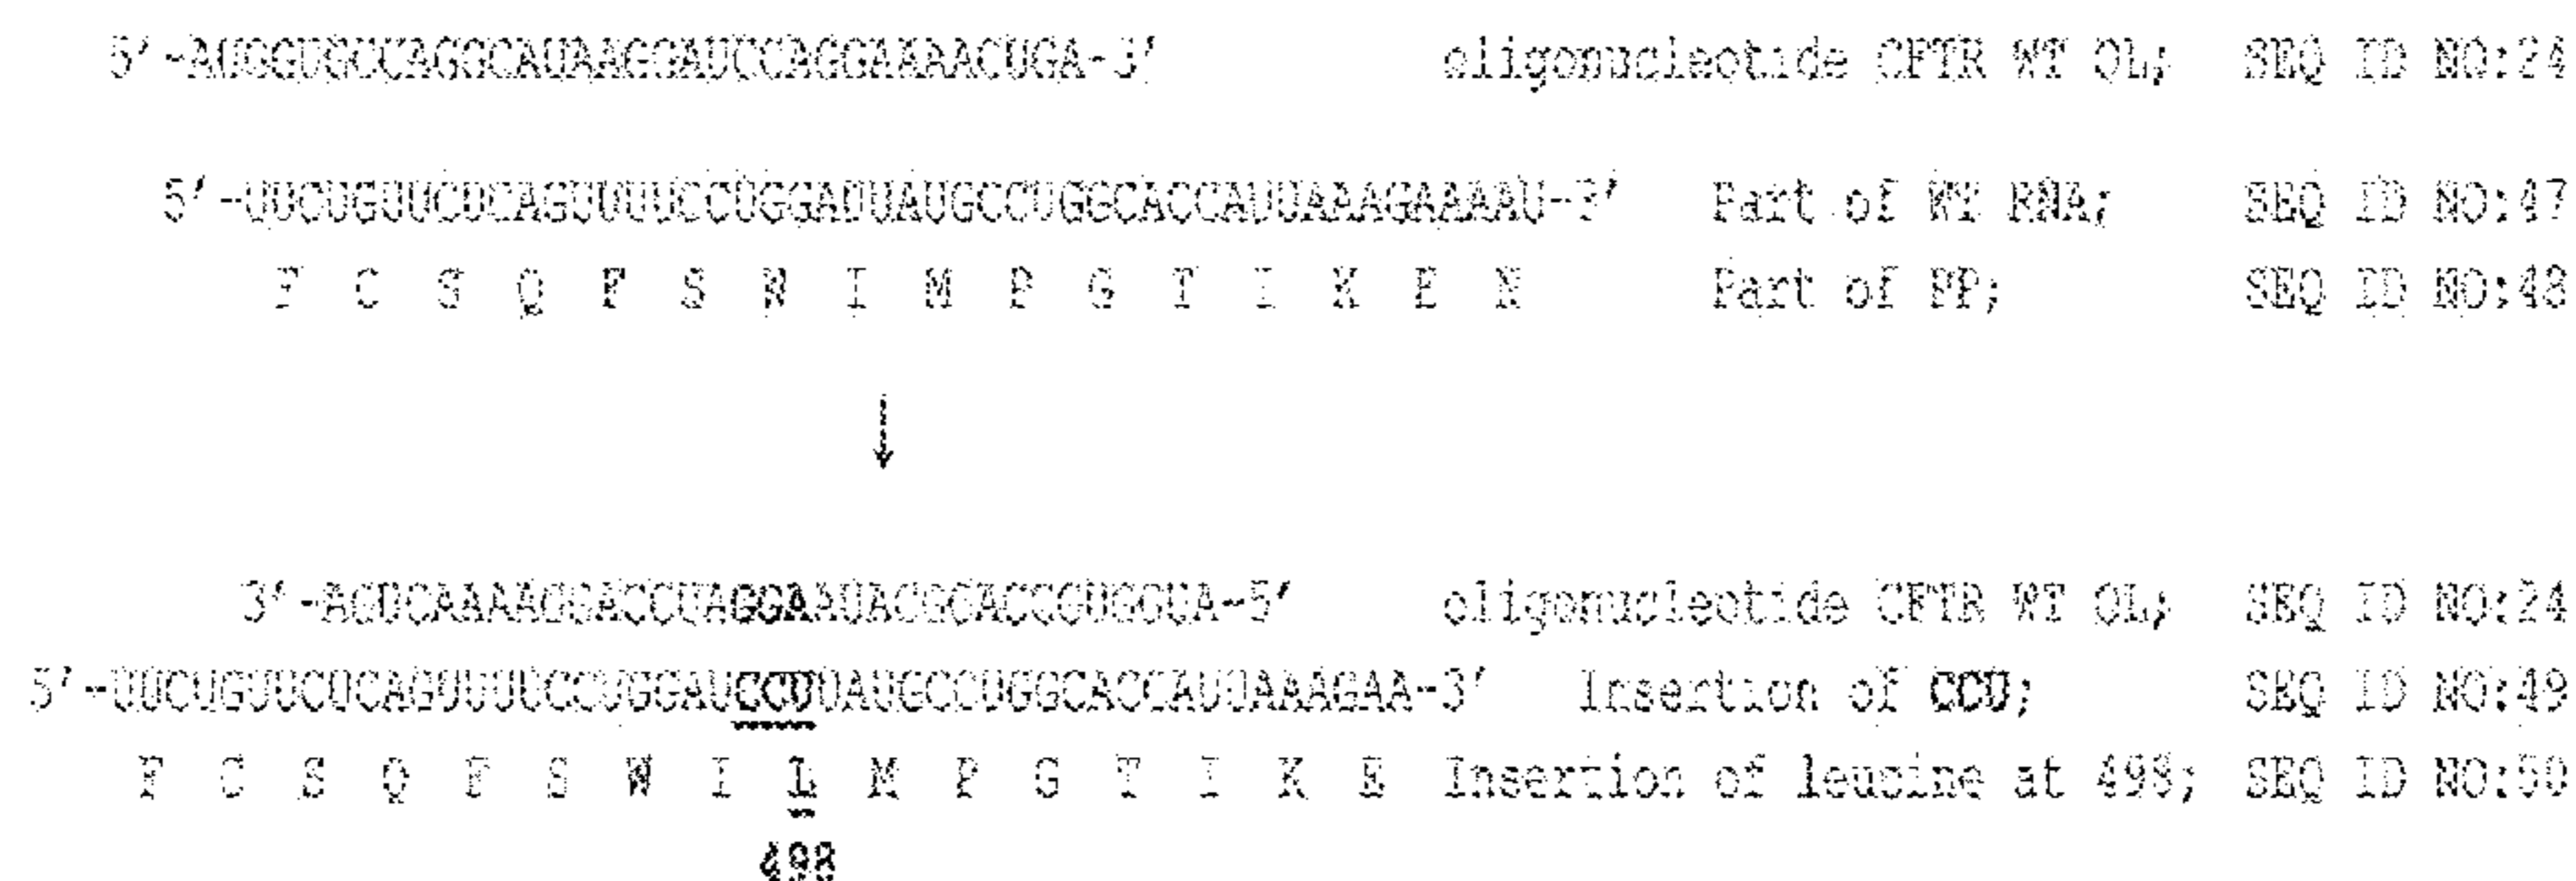 5'-AUGGUGCCAGGCAUAAGGAUCCAGGAAAACUGA-3' oligonucleotide CFTR WT OL; SEQ ID NO:24
5'-UUCUGUUCUCAGUUUUCCUGGAUUAUGCCUGGCACCAUUAAAGAAAAU-3' Part of WT RNA; SEQ ID NO:47
F C S Q F S W I M P G T I K E N Part of PP; SEQ ID NO:48
↓
3'-AGUCAAAAGGACCUAGGAAUACGGACCGUGGUA-5' oligonucleotide CFTR WT OL; SEQ ID NO:24
5'-UUCUGUUCUCAGUUUUCCUGGAUCCUUAUGCCUGGCACCAUUAAAGAA-3' Insertion of CCU; SEQ ID NO:49
F C S Q F S W I L M P G T I K E Insertion of leucine at 498; SEQ ID NO:50
498